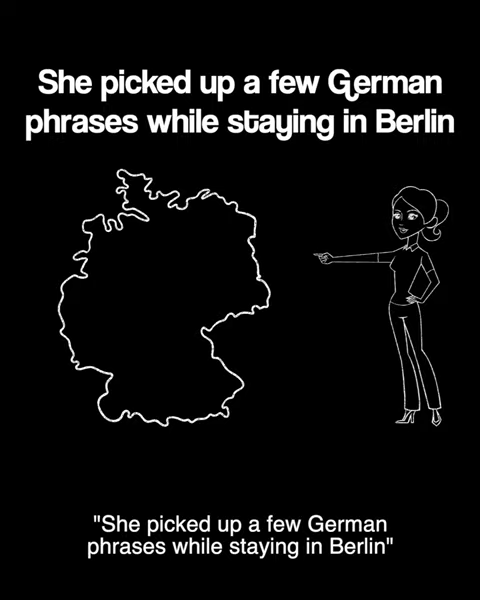 She picked up a few German
phrases while staying in Berlin
"She picked up a few German
phrases while staying in Berlin"